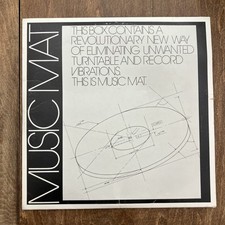 MUSIC MAT
THIS BOX CONTAINS A
REVOLUTIONARY NEW WAY
OF ELIMINATING UNWANTED
TURNTABLE AND RECORD
VIBRATIONS.
THIS IS MUSIC MAT